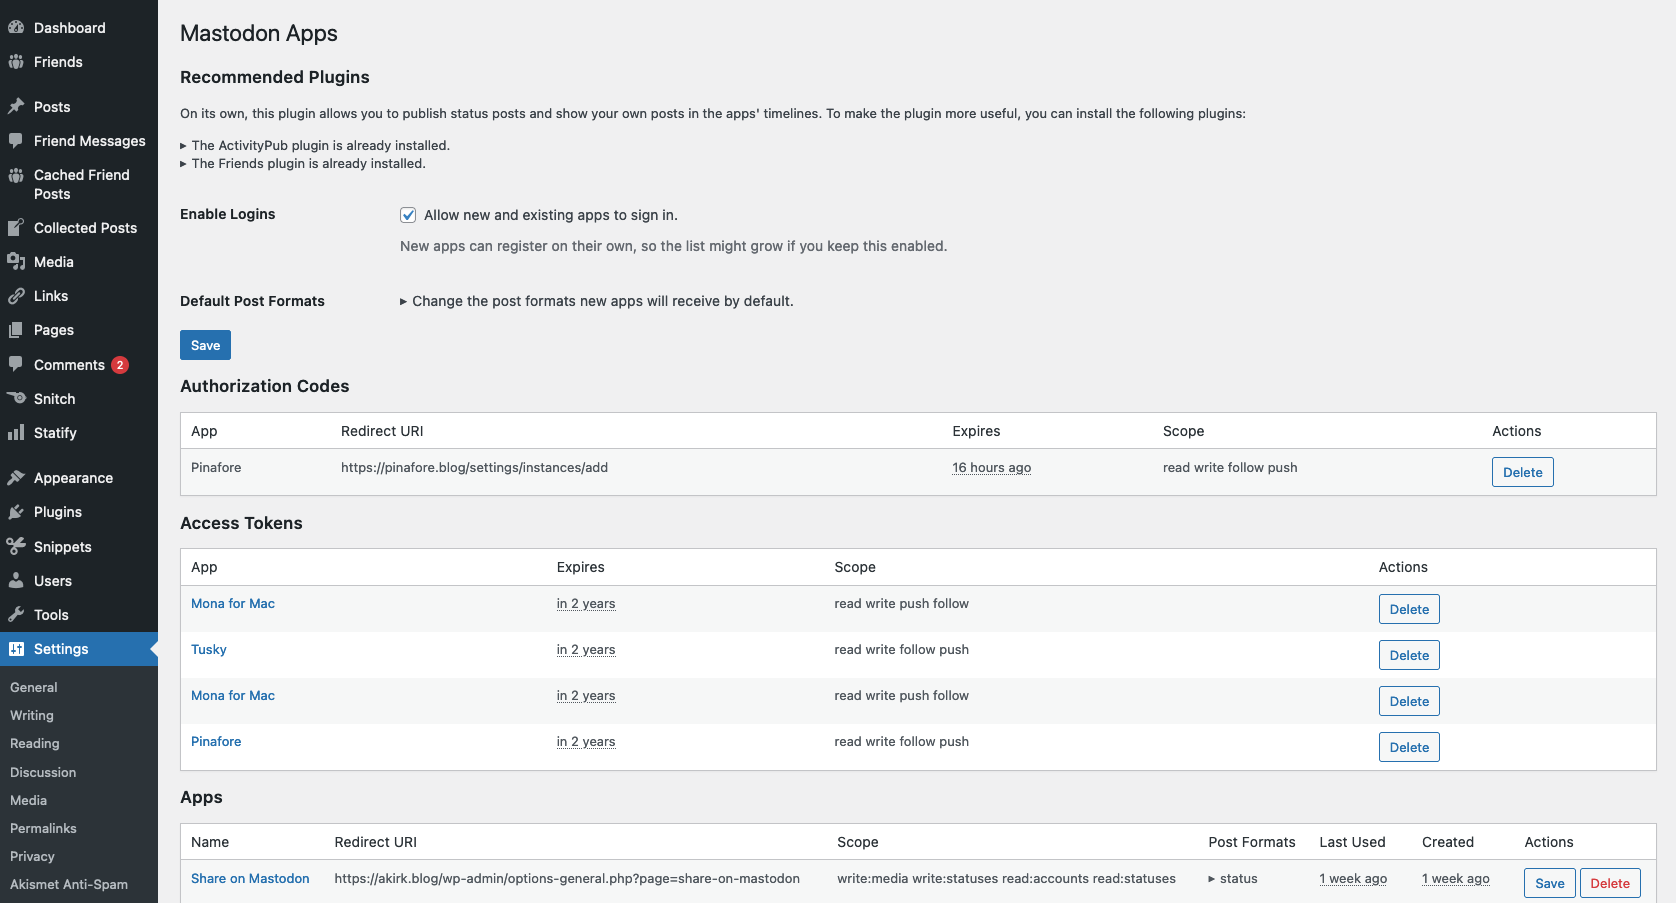 Dashboard
Friends
Posts
Friend Messages
Cached Friend
Posts
Collected Posts
Media
Links
Pages
Comments 2
Snitch
Statify
Appearance
Plugins
Snippets
Users
Tools
Settings
General
Writing
Reading
Discussion
Media
Permalinks
Privacy
Akismet Anti-Spam
Mastodon Apps
Recommended Plugins
On its own, this plugin allows you to publish status posts and show your own posts in the apps' timelines. To make the plugin more useful, you can install the following plugins:
▸ The ActivityPub plugin is already installed.
▸ The Friends plugin is already installed.
Enable Logins Allow new and existing apps to sign in.
New apps can register on their own, so the list might grow if you keep this enabled.
Default Post Formats ▸ Change the post formats new apps will receive by default.
Save
Authorization Codes
App Redirect URI Expires Scope Actions
Pinafore https://pinafore.blog/settings/instances/add 16 hours ago read write follow push Delete
Access Tokens
App Expires Scope Actions
Mona for Mac in 2 years read write push follow Delete
Tusky in 2 years read write follow push Delete
Mona for Mac in 2 years read write push follow Delete
Pinafore in 2 years read write follow push Delete
Apps
Name Redirect URI Scope Post Formats Last Used Created Actions
Share on Mastodon https://akirk.blog/wp-admin/options-general.php?page=share-on-mastodon write:media write:statuses read:accounts read:statuses ▸ status 1 week ago 1 week ago Save Delete